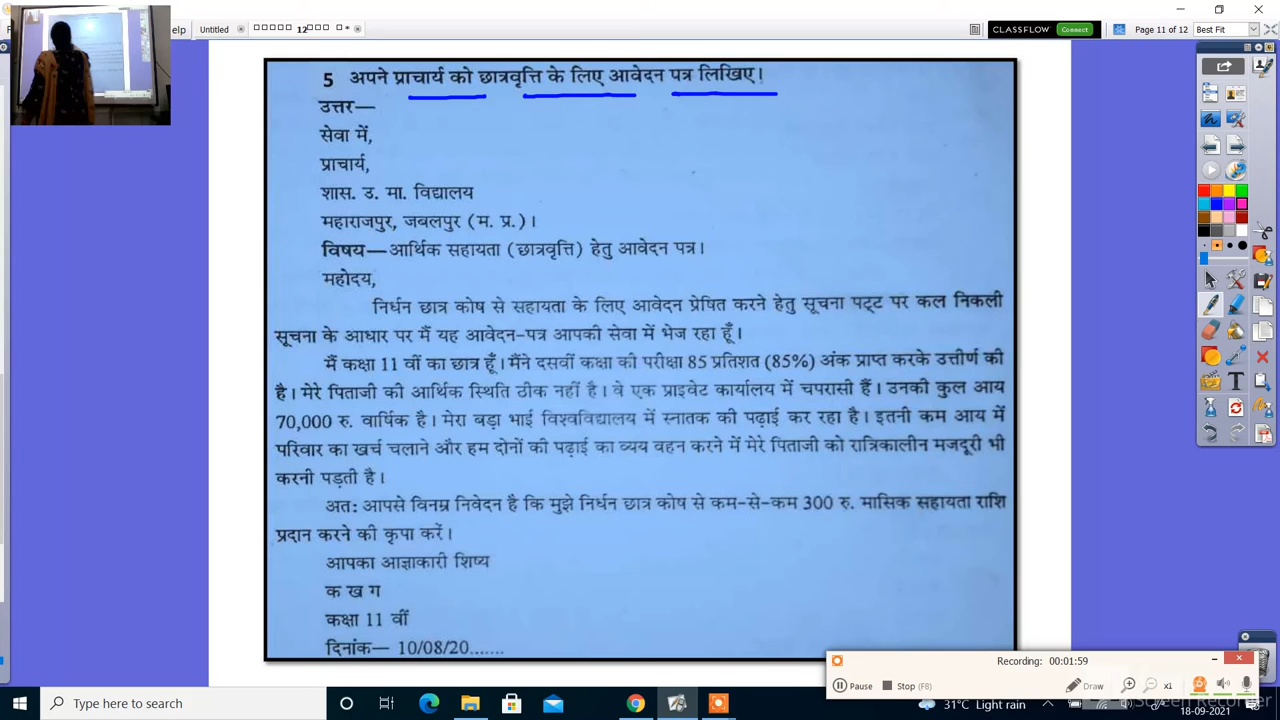 elp
Untitled
12
CLASSFLOW Connect
Page 11 of 12
Best Fit
5 अपने प्राचार्य को छात्रवृत्ति के लिए आवेदन पत्र लिखिए!
उत्तर—
सेवा में,
प्राचार्य,
शास. उ. मा. विद्यालय
महाराजपुर, जबलपुर (म. प्र.)।
विषय—आर्थिक सहायता (छात्रवृत्ति) हेतु आवेदन पत्र।
महोदय,
निर्धन छात्र कोष से सहायता के लिए आवेदन प्रेषित करने हेतु सूचना पट्ट पर कल निकली
सूचना के आधार पर मैं यह आवेदन-पत्र आपकी सेवा में भेज रहा हूँ।
मैं कक्षा 11 वीं का छात्र हूँ। मैंने दसवीं कक्षा की परीक्षा 85 प्रतिशत (85%) अंक प्राप्त करके उत्तीर्ण की
है। मेरे पिताजी की आर्थिक स्थिति ठीक नहीं है। वे एक प्राइवेट कार्यालय में चपरासी हैं। उनकी कुल आय
70,000 रु. वार्षिक है। मेरा बड़ा भाई विश्वविद्यालय में स्नातक की पढ़ाई कर रहा है। इतनी कम आय में
परिवार का खर्च चलाने और हम दोनों की पढ़ाई का व्यय वहन करने में मेरे पिताजी को रात्रिकालीन मजदूरी भी
करनी पड़ती है।
अतः आपसे विनम्र निवेदन है कि मुझे निर्धन छात्र कोष से कम-से-कम 300 रु. मासिक सहायता राशि
प्रदान करने की कृपा करें।
आपका आज्ञाकारी शिष्य
क ख ग
कक्षा 11 वीं
दिनांक— 10/08/20.......
Recording: 00:01:59
Pause
Stop (F8)
x1
Draw
Type here to search
31°C Light rain
18-09-2021
Screen Recorder